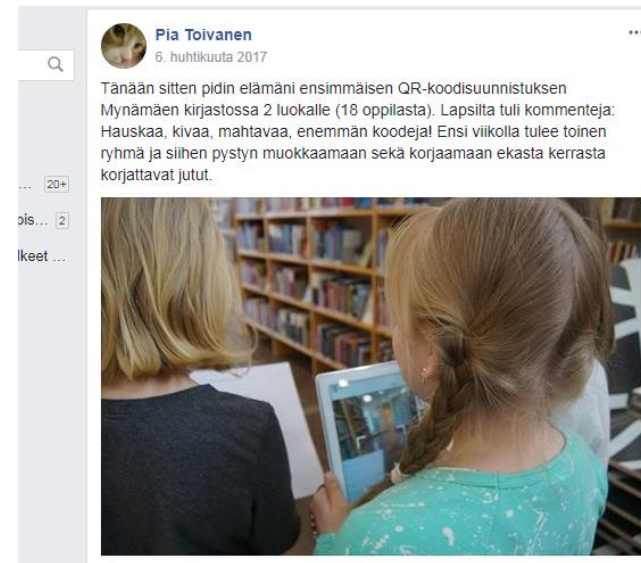 Pia Toivanen
6. huhtikuuta 2017
Tänään sitten pidin elämäni ensimmäisen QR-koodisuunnistuksen
Mynämäen kirjastossa 2 luokalle (18 oppilasta). Lapsilta tuli kommenteja:
Hauskaa, kivaa, mahtavaa, enemmän koodeja! Ensi viikolla tulee toinen
ryhmä ja siihen pystyn muokkaamaan sekä korjaamaan ekasta kerrasta
korjattavat jutut.
... 20+
ois... 2
lkeet ...